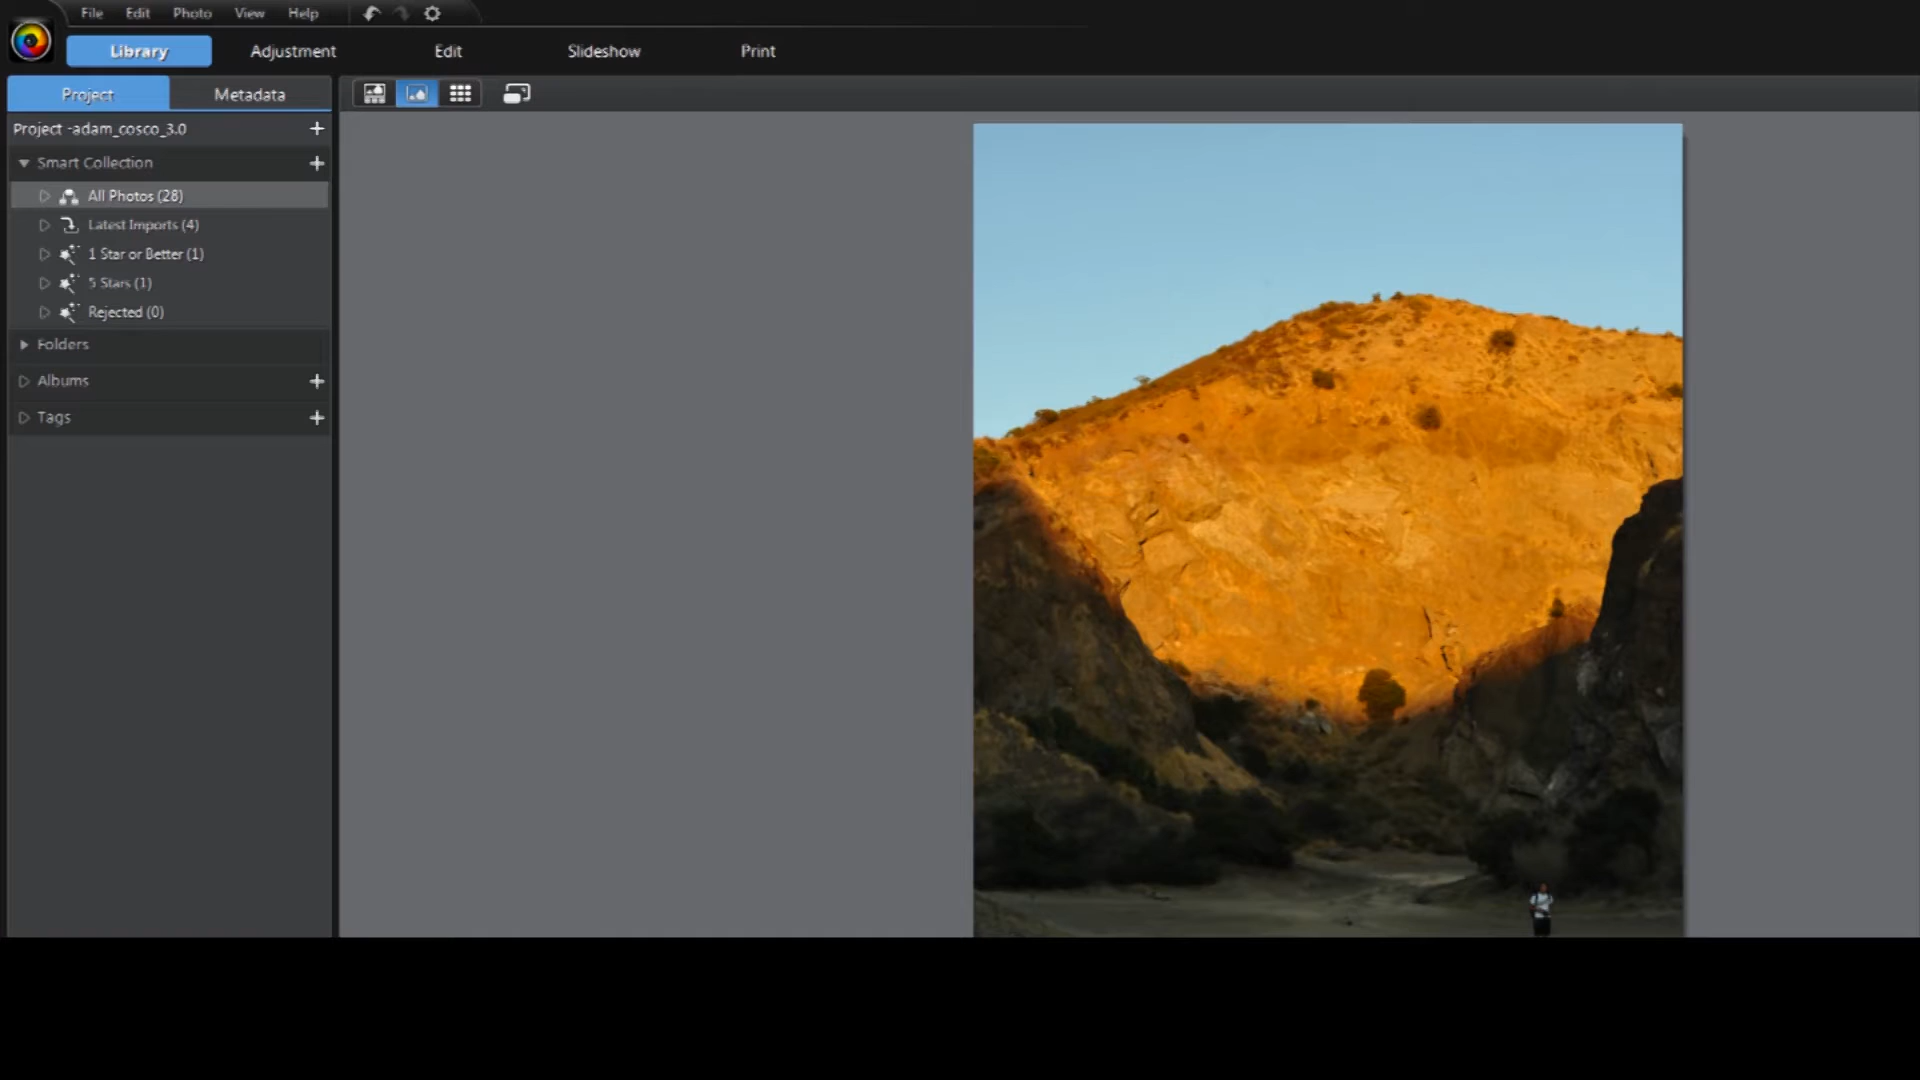 File Edit Photo View Help
Library Adjustment Edit Slideshow Print
Project Metadata
Project -adam_cosco_3.0
Smart Collection
All Photos (28)
Latest Imports (4)
1 Star or Better (1)
5 Stars (1)
Rejected (0)
Folders
Albums
Tags